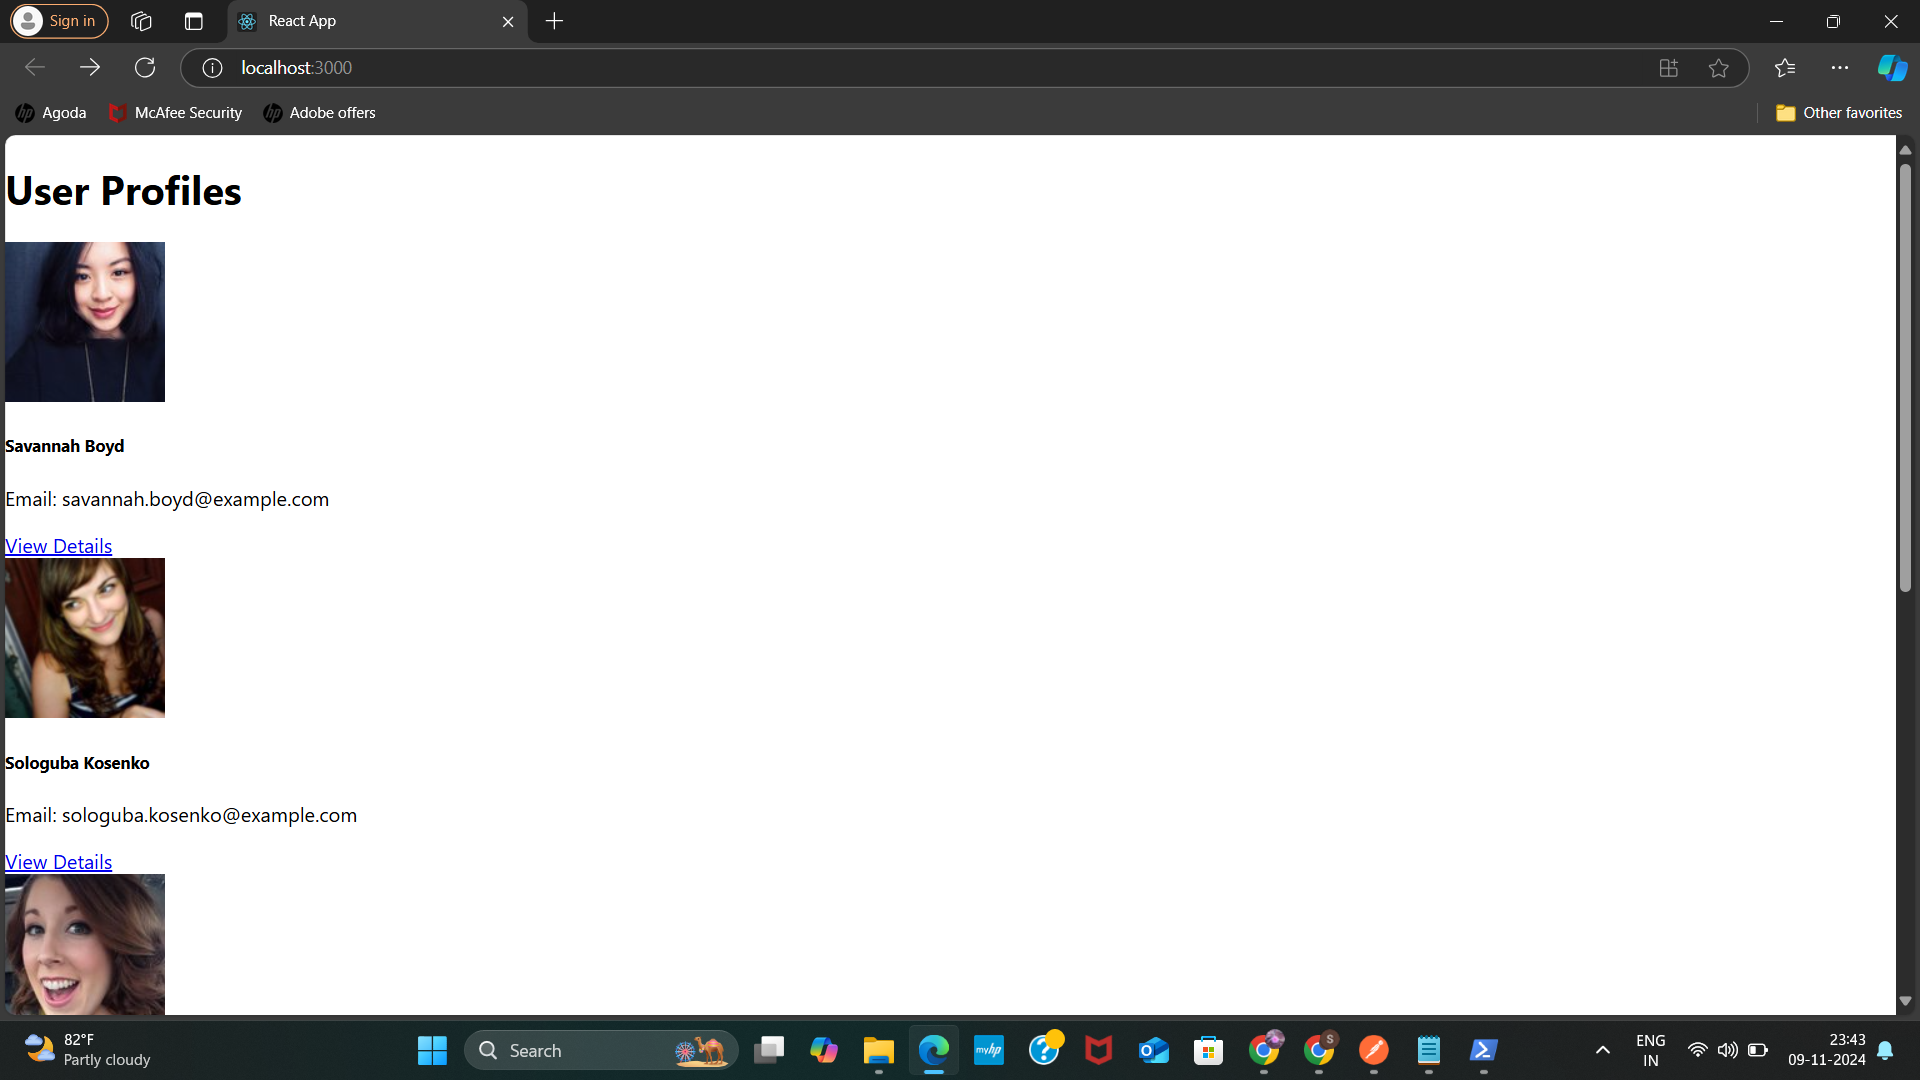 Sign in
React App
localhost:3000
Agoda
McAfee Security
Adobe offers
Other favorites
User Profiles
Savannah Boyd
Email: savannah.boyd@example.com
View Details
Sologuba Kosenko
Email: sologuba.kosenko@example.com
View Details
82°F
Partly cloudy
Search
myhp
S
ENG
IN
23:43
09-11-2024